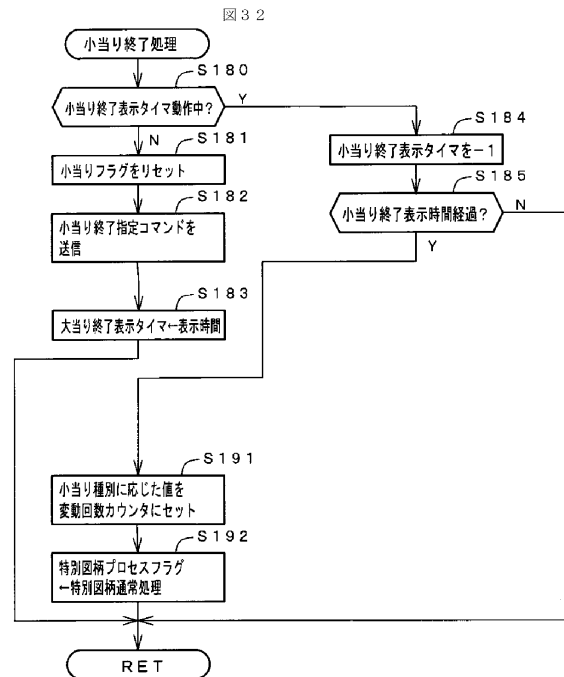 図32
小当り終了処理
S180
小当り終了表示タイマ動作中?
Y
N
S181
小当りフラグをリセット
S182
小当り終了指定コマンドを
送信
S183
大当り終了表示タイマ←表示時間
S184
小当り終了表示タイマを−1
S185
小当り終了表示時間経過?
N
Y
S191
小当り種別に応じた値を
変動回数カウンタにセット
S192
特別図柄プロセスフラグ
←特別図柄通常処理
RET